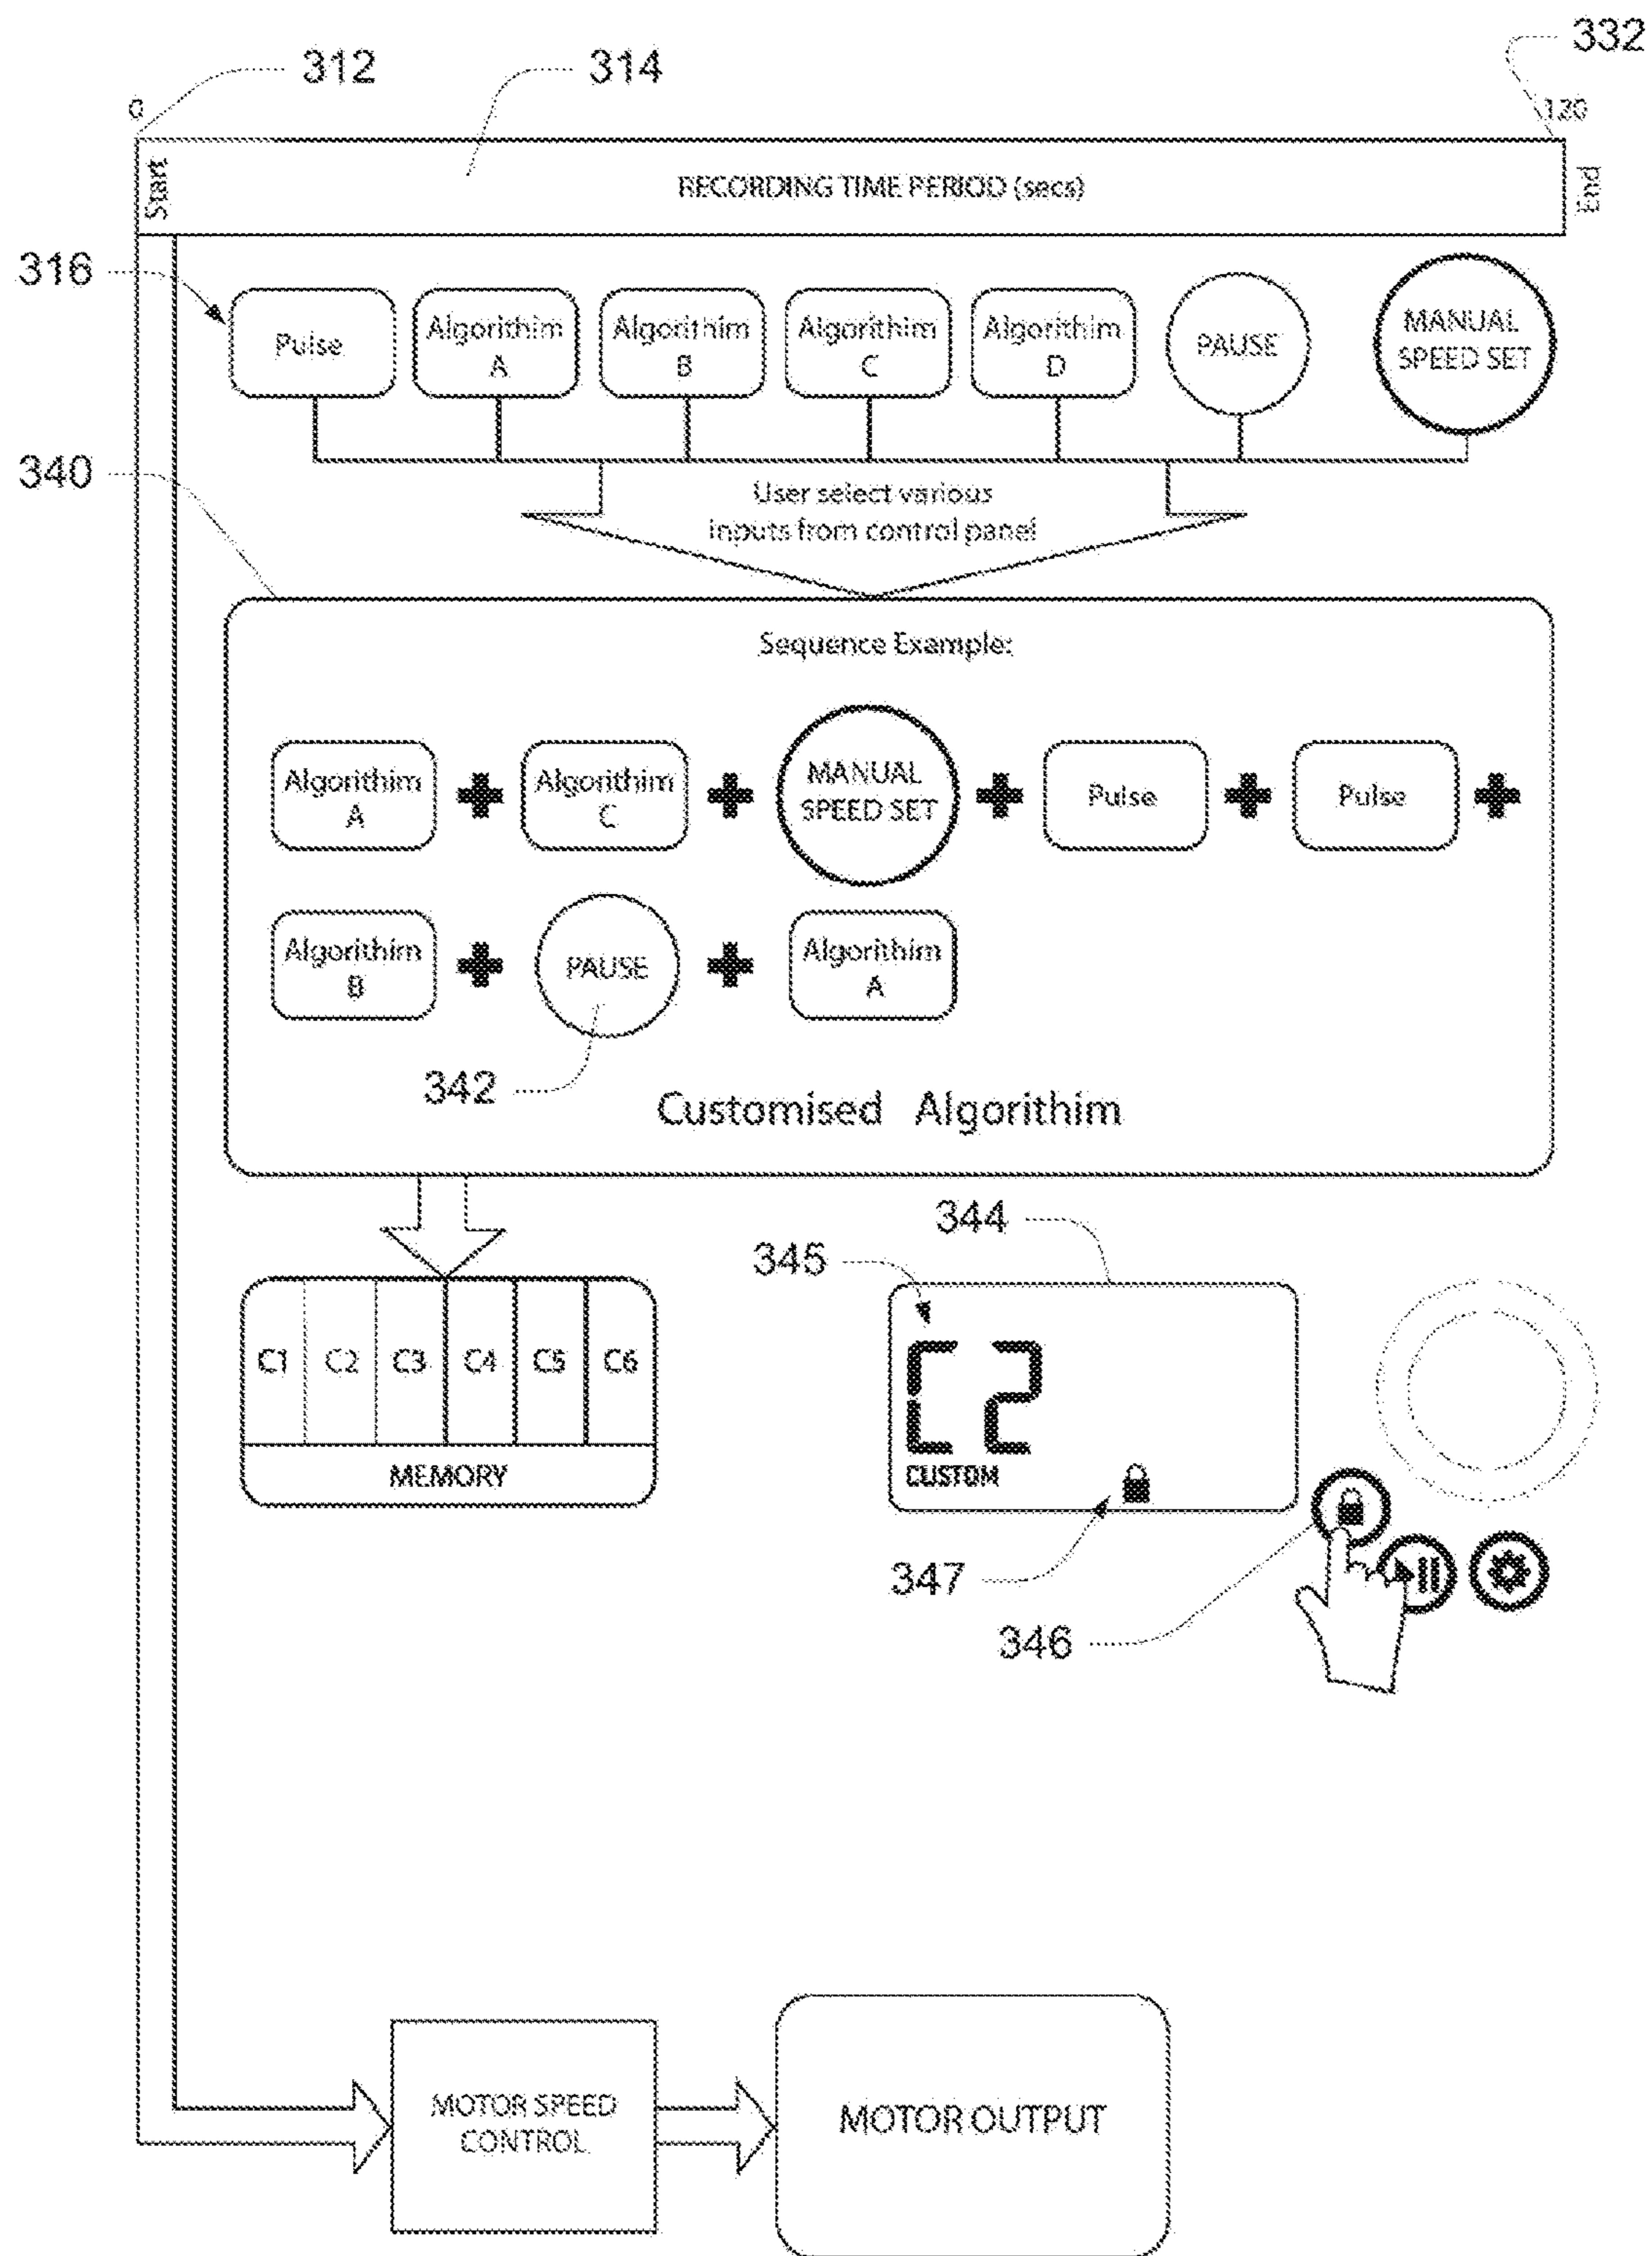 332
312
314
0
120
Start
RECORDING TIME PERIOD (secs)
End
316
Pulse
Algorithim
A
Algorithim
B
Algorithim
C
Algorithim
D
PAUSE
MANUAL
SPEED SET
340
User select various
inputs from control panel
Sequence Example:
Algorithim
A
Algorithim
C
MANUAL
SPEED SET
Pulse
Pulse
Algorithim
B
PAUSE
Algorithim
A
342
Customised Algorithim
344
345
C1
C2
C3
C4
C5
C6
MEMORY
C2
CUSTOM
347
346
MOTOR SPEED
CONTROL
MOTOR OUTPUT